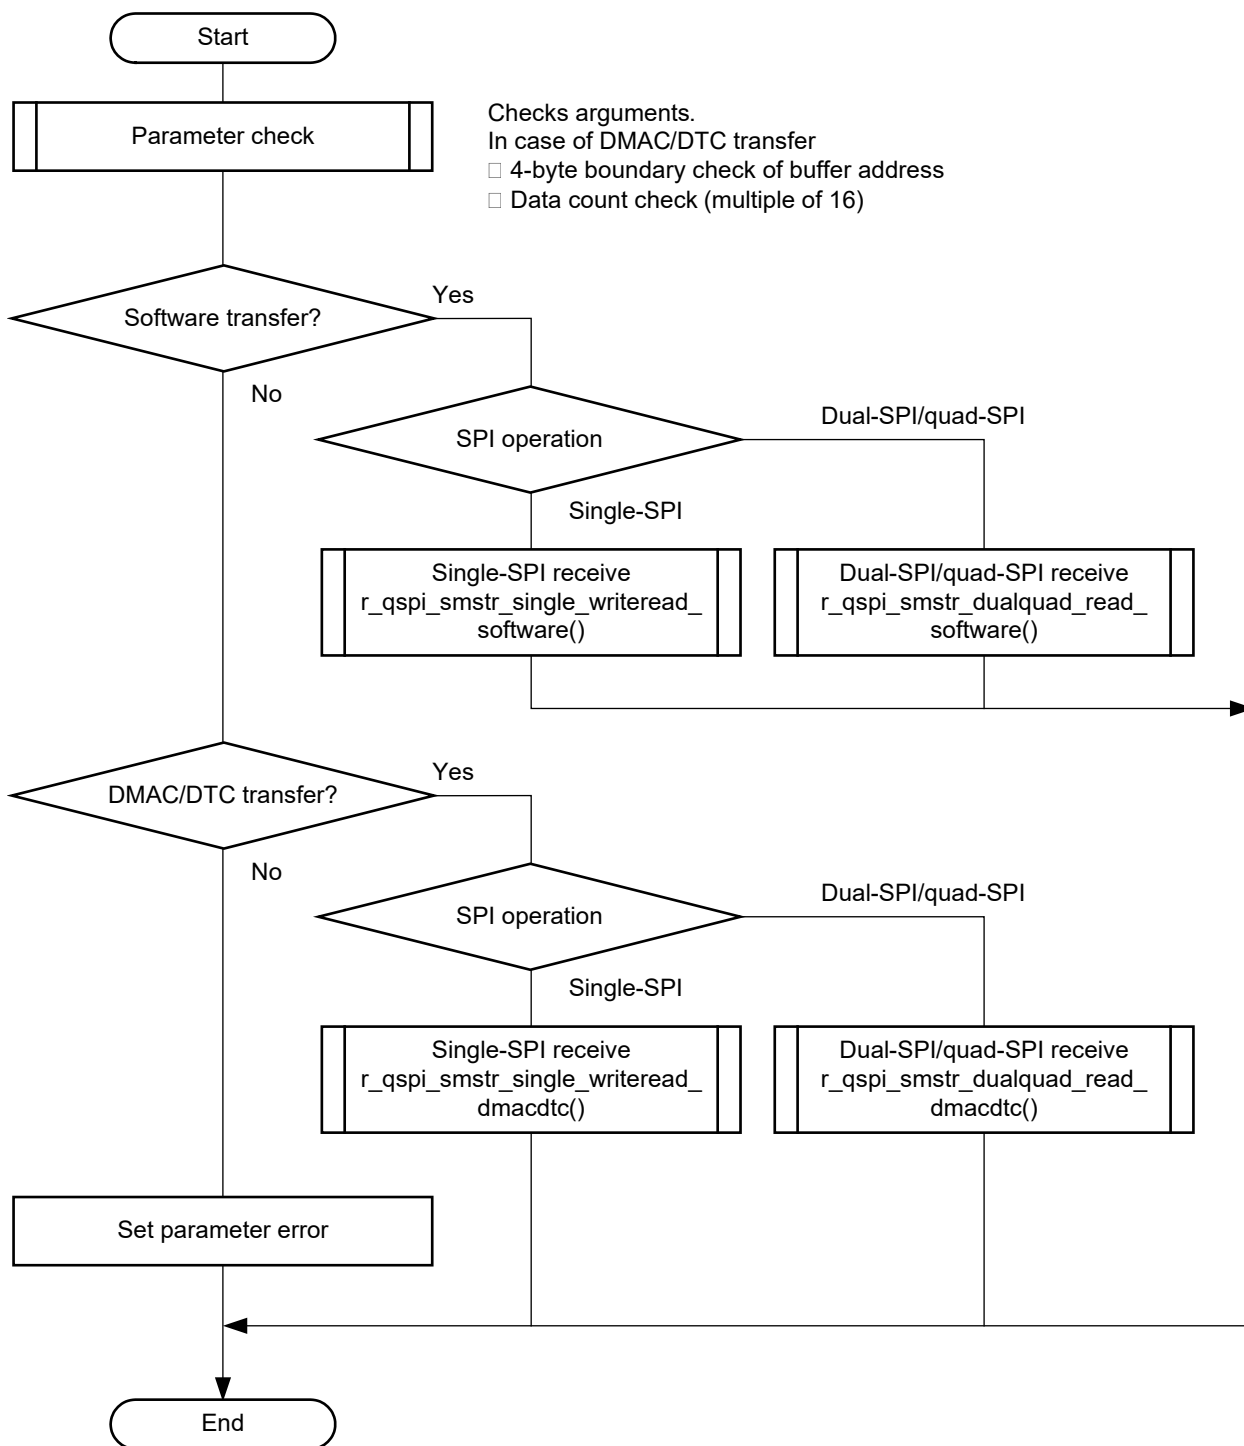 Start
Parameter check
Checks arguments.
In case of DMAC/DTC transfer
□ 4-byte boundary check of buffer address
□ Data count check (multiple of 16)
Software transfer?
Yes
No
SPI operation
Dual-SPI/quad-SPI
Single-SPI
Single-SPI receive
r_qspi_smstr_single_writeread_
software()
Dual-SPI/quad-SPI receive
r_qspi_smstr_dualquad_read_
software()
DMAC/DTC transfer?
Yes
No
SPI operation
Dual-SPI/quad-SPI
Single-SPI
Single-SPI receive
r_qspi_smstr_single_writeread_
dmacdtc()
Dual-SPI/quad-SPI receive
r_qspi_smstr_dualquad_read_
dmacdtc()
Set parameter error
End